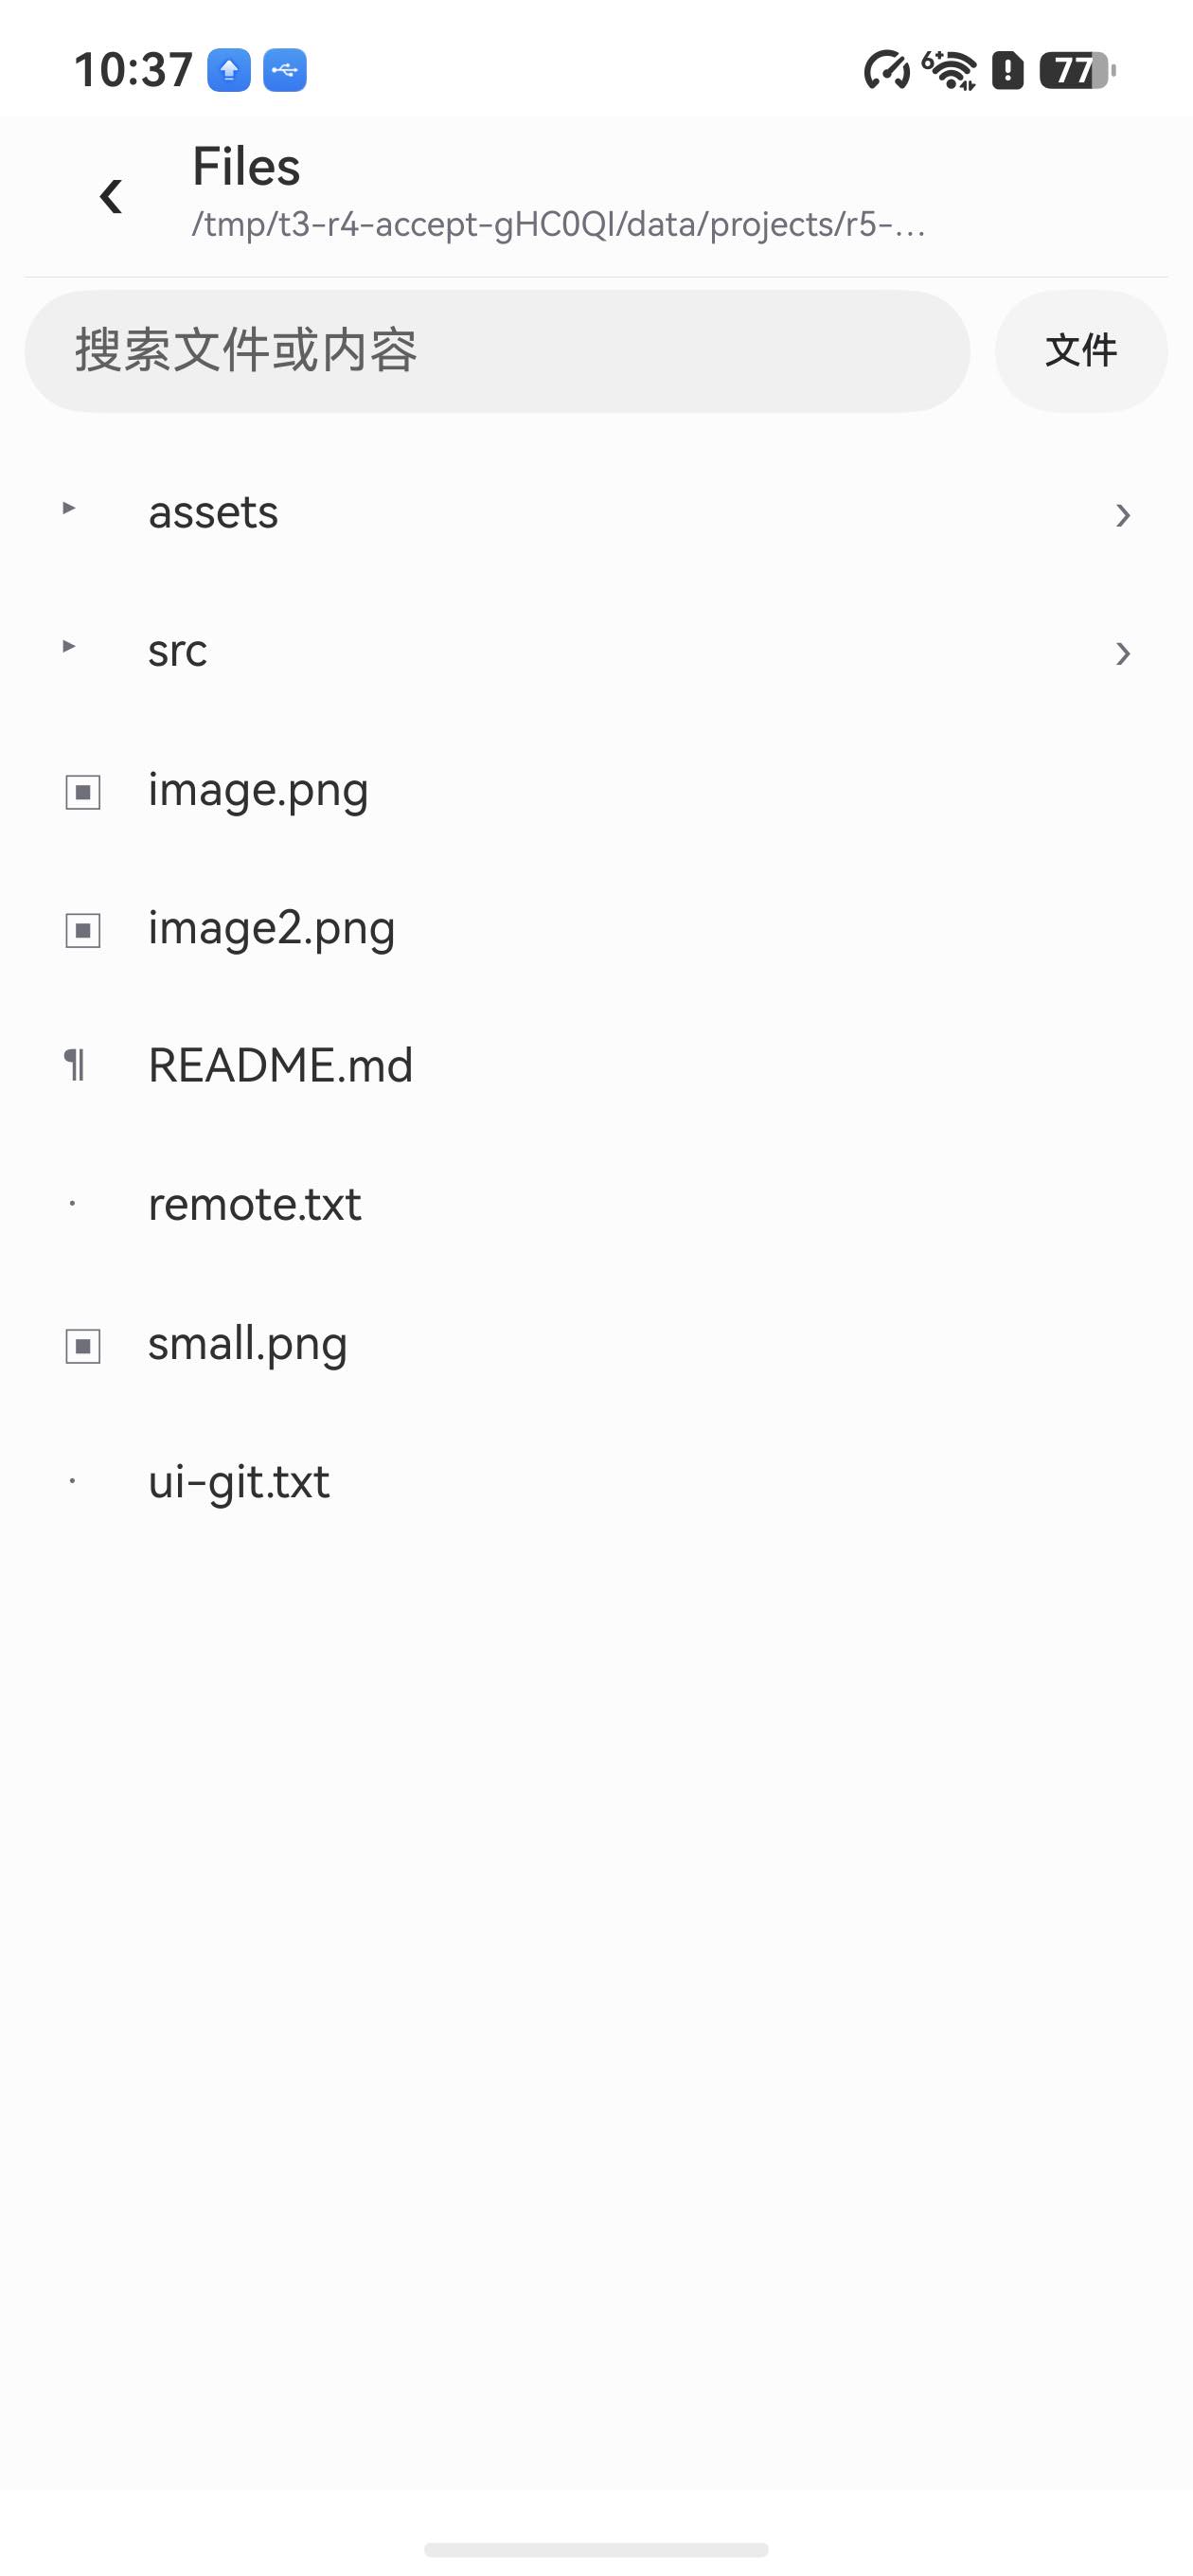 10:37
77
Files
/tmp/t3-r4-accept-gHC0QI/data/projects/r5-…
搜索文件或内容
文件
assets
src
image.png
image2.png
README.md
remote.txt
small.png
ui-git.txt